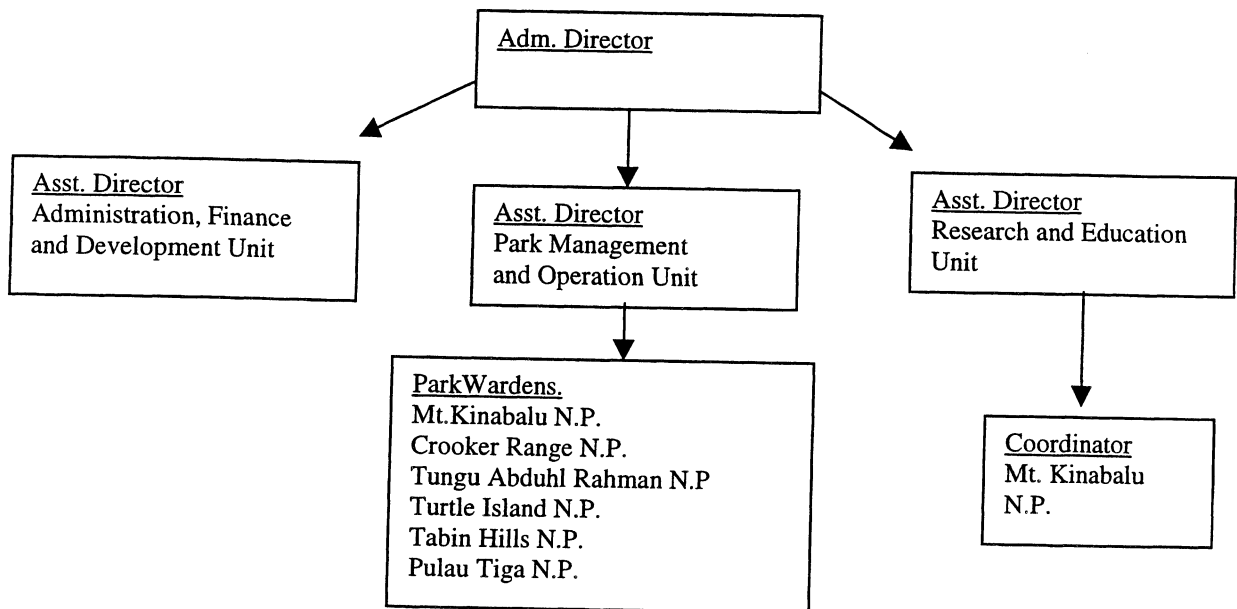 Adm. Director
Asst. Director
Administration, Finance
and Development Unit
Asst. Director
Park Management
and Operation Unit
Asst. Director
Research and Education
Unit
ParkWardens.
Mt.Kinabalu N.P.
Crooker Range N.P.
Tungu Abduhl Rahman N.P
Turtle Island N.P.
Tabin Hills N.P.
Pulau Tiga N.P.
Coordinator
Mt. Kinabalu
N.P.